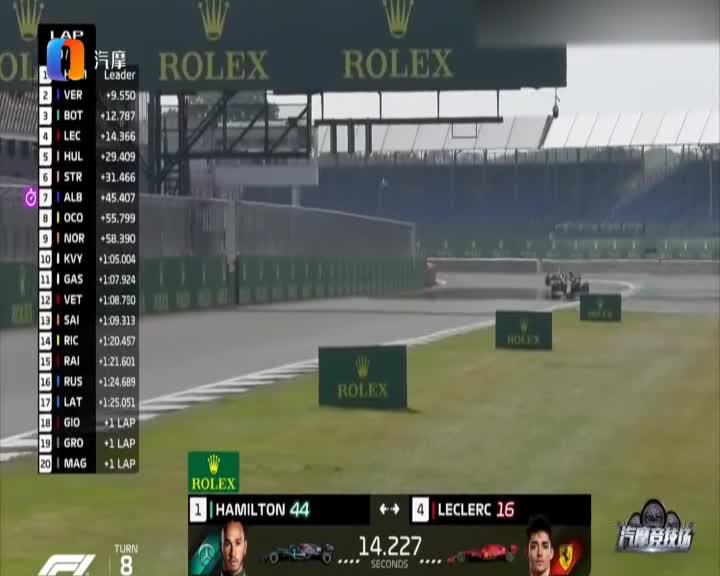 ROLEX
ROLEX
LAP
汽摩
Leader
2 VER +9.550
3 BOT +12.787
4 LEC +14.366
5 HUL +29.409
6 STR +31.466
7 ALB +45.407
8 OCO +55.799
9 NOR +58.390
10 KVY +1:05.004
11 GAS +1:07.924
12 VET +1:08.730
13 SAI +1:09.313
14 RIC +1:20.457
15 RAI +1:21.601
16 RUS +1:24.689
17 LAT +1:25.051
18 GIO +1 LAP
19 GRO +1 LAP
20 MAG +1 LAP
ROLEX
ROLEX
ROLEX
ROLEX
1 HAMILTON 44
4 LECLERC 16
14.227
SECONDS
F1
TURN
8
汽摩竞技场